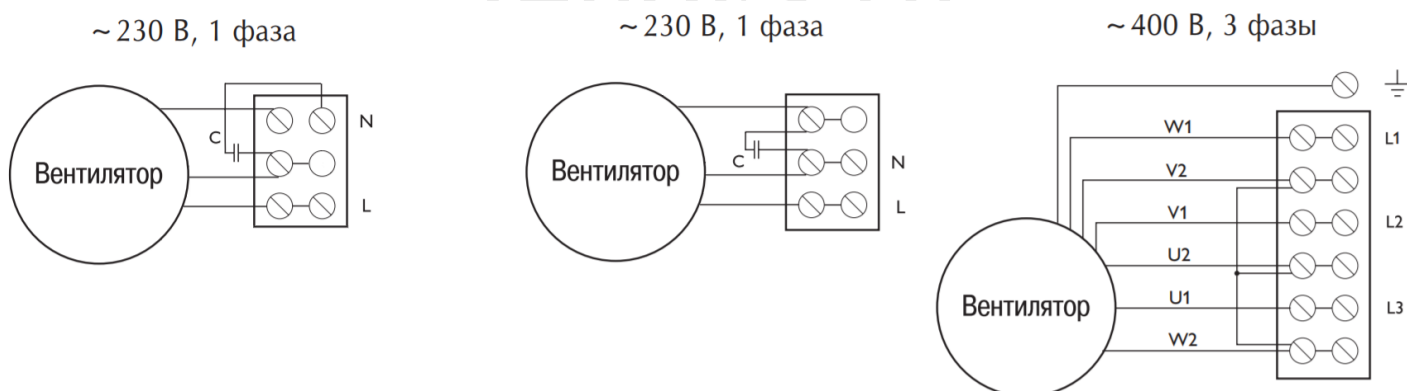 ~ 230 В, 1 фаза
Вентилятор
C
N
L
~ 230 В, 1 фаза
Вентилятор
C
N
L
~ 400 В, 3 фазы
Вентилятор
W1
L1
V2
V1
L2
U2
U1
L3
W2